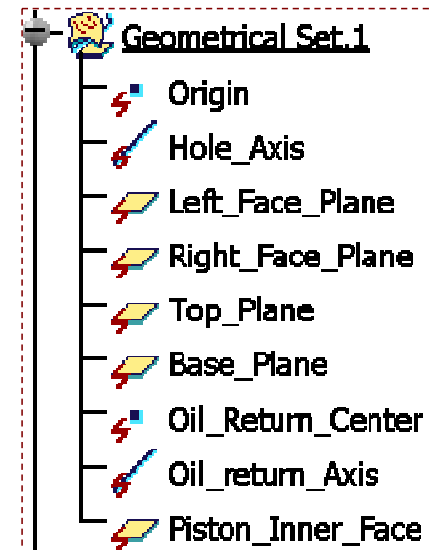 Geometrical Set.1
Origin
Hole_Axis
Left_Face_Plane
Right_Face_Plane
Top_Plane
Base_Plane
Oil_Return_Center
Oil_return_Axis
Piston_Inner_Face